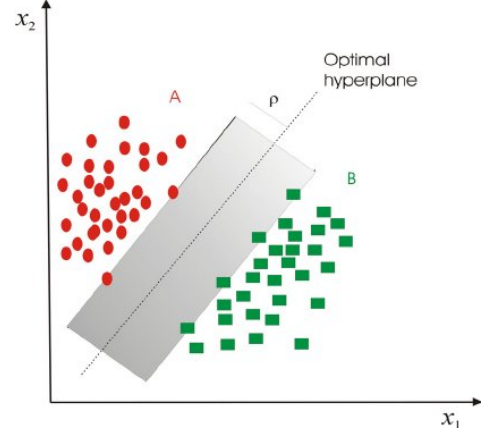 x₂
Optimal
hyperplane
A
ρ
B
x₁